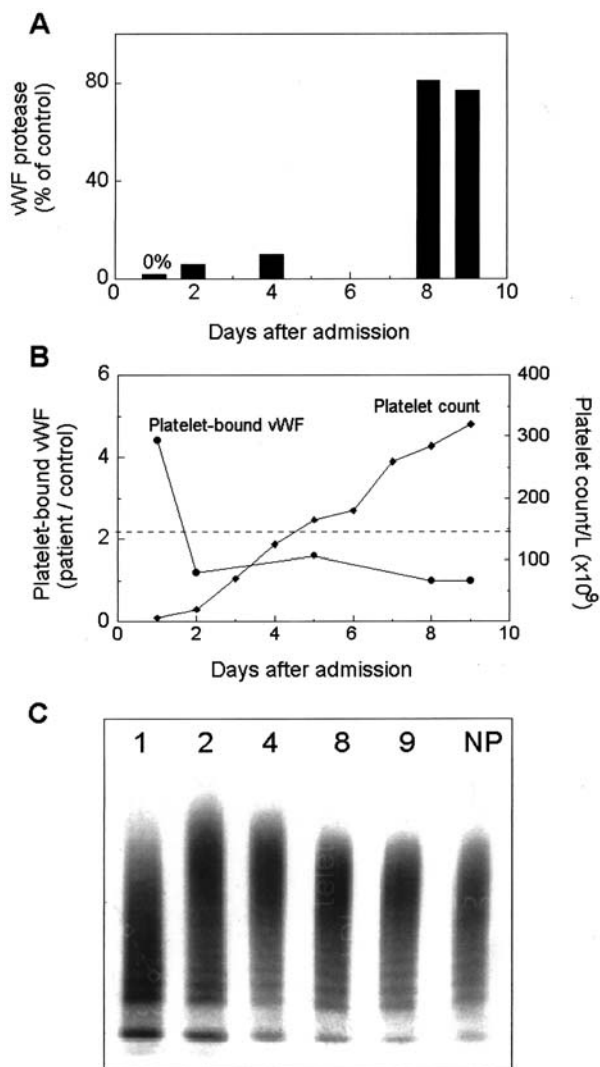 A
vWF protease
(% of control)
80
40
0
0%
0 2 4 6 8 10
Days after admission
B
Platelet-bound vWF
(patient / control)
6
4
2
0
Platelet-bound vWF
Platelet count
400
300
200
100
Platelet count/L (x10⁹)
0 2 4 6 8 10
Days after admission
C
1 2 4 8 9 NP